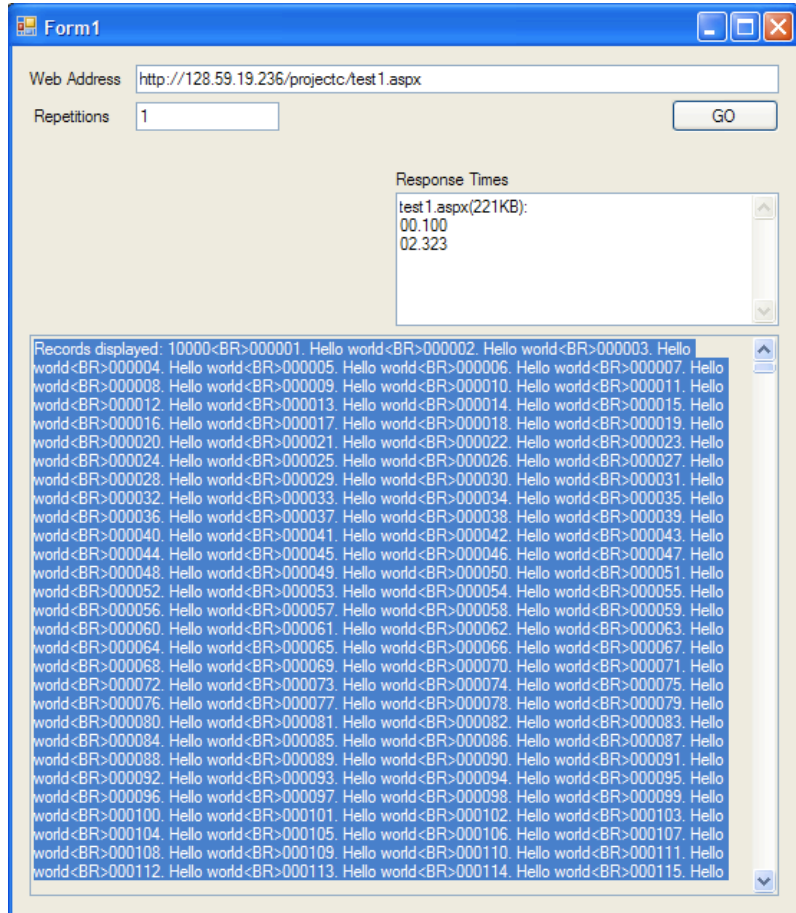 Form1
Web Address http://128.59.19.236/projectc/test1.aspx
Repetitions 1 GO
Response Times
test1.aspx(221KB):
00.100
02.323
Records displayed: 10000<BR>000001. Hello world<BR>000002. Hello world<BR>000003. Hello
world<BR>000004. Hello world<BR>000005. Hello world<BR>000006. Hello world<BR>000007. Hello
world<BR>000008. Hello world<BR>000009. Hello world<BR>000010. Hello world<BR>000011. Hello
world<BR>000012. Hello world<BR>000013. Hello world<BR>000014. Hello world<BR>000015. Hello
world<BR>000016. Hello world<BR>000017. Hello world<BR>000018. Hello world<BR>000019. Hello
world<BR>000020. Hello world<BR>000021. Hello world<BR>000022. Hello world<BR>000023. Hello
world<BR>000024. Hello world<BR>000025. Hello world<BR>000026. Hello world<BR>000027. Hello
world<BR>000028. Hello world<BR>000029. Hello world<BR>000030. Hello world<BR>000031. Hello
world<BR>000032. Hello world<BR>000033. Hello world<BR>000034. Hello world<BR>000035. Hello
world<BR>000036. Hello world<BR>000037. Hello world<BR>000038. Hello world<BR>000039. Hello
world<BR>000040. Hello world<BR>000041. Hello world<BR>000042. Hello world<BR>000043. Hello
world<BR>000044. Hello world<BR>000045. Hello world<BR>000046. Hello world<BR>000047. Hello
world<BR>000048. Hello world<BR>000049. Hello world<BR>000050. Hello world<BR>000051. Hello
world<BR>000052. Hello world<BR>000053. Hello world<BR>000054. Hello world<BR>000055. Hello
world<BR>000056. Hello world<BR>000057. Hello world<BR>000058. Hello world<BR>000059. Hello
world<BR>000060. Hello world<BR>000061. Hello world<BR>000062. Hello world<BR>000063. Hello
world<BR>000064. Hello world<BR>000065. Hello world<BR>000066. Hello world<BR>000067. Hello
world<BR>000068. Hello world<BR>000069. Hello world<BR>000070. Hello world<BR>000071. Hello
world<BR>000072. Hello world<BR>000073. Hello world<BR>000074. Hello world<BR>000075. Hello
world<BR>000076. Hello world<BR>000077. Hello world<BR>000078. Hello world<BR>000079. Hello
world<BR>000080. Hello world<BR>000081. Hello world<BR>000082. Hello world<BR>000083. Hello
world<BR>000084. Hello world<BR>000085. Hello world<BR>000086. Hello world<BR>000087. Hello
world<BR>000088. Hello world<BR>000089. Hello world<BR>000090. Hello world<BR>000091. Hello
world<BR>000092. Hello world<BR>000093. Hello world<BR>000094. Hello world<BR>000095. Hello
world<BR>000096. Hello world<BR>000097. Hello world<BR>000098. Hello world<BR>000099. Hello
world<BR>000100. Hello world<BR>000101. Hello world<BR>000102. Hello world<BR>000103. Hello
world<BR>000104. Hello world<BR>000105. Hello world<BR>000106. Hello world<BR>000107. Hello
world<BR>000108. Hello world<BR>000109. Hello world<BR>000110. Hello world<BR>000111. Hello
world<BR>000112. Hello world<BR>000113. Hello world<BR>000114. Hello world<BR>000115. Hello